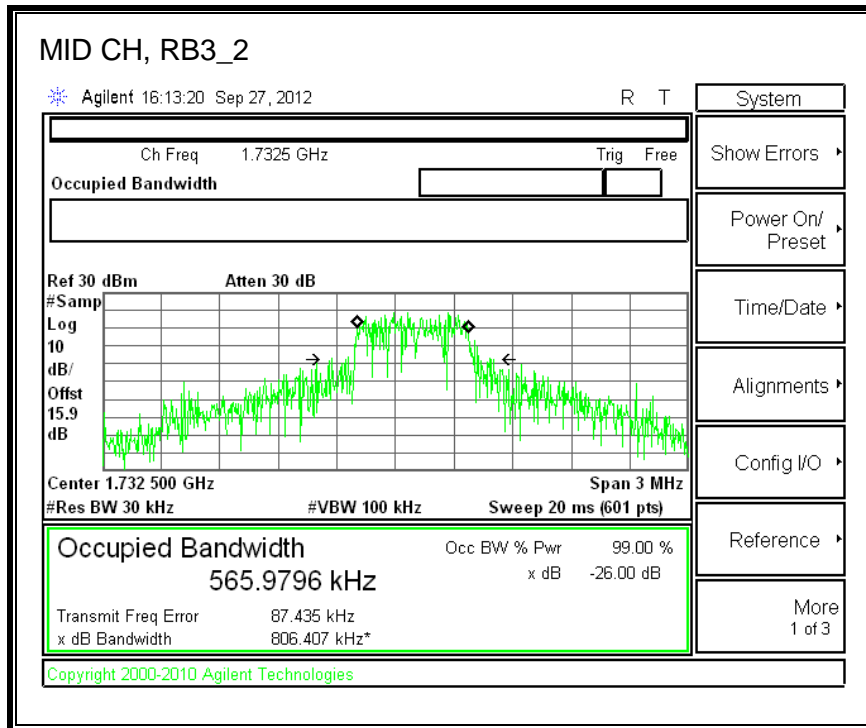 MID CH, RB3_2
Agilent 16:13:20 Sep 27, 2012 R T
System
Ch Freq 1.7325 GHz Trig Free
Show Errors
Occupied Bandwidth
Power On/
Preset
Ref 30 dBm Atten 30 dB
#Samp
Log
10
dB/
Offst
15.9
dB
Time/Date
Alignments
Config I/O
Center 1.732 500 GHz Span 3 MHz
#Res BW 30 kHz #VBW 100 kHz Sweep 20 ms (601 pts)
Occupied Bandwidth Occ BW % Pwr 99.00 %
565.9796 kHz x dB -26.00 dB
Reference
Transmit Freq Error 87.435 kHz
x dB Bandwidth 806.407 kHz*
More
1 of 3
Copyright 2000-2010 Agilent Technologies